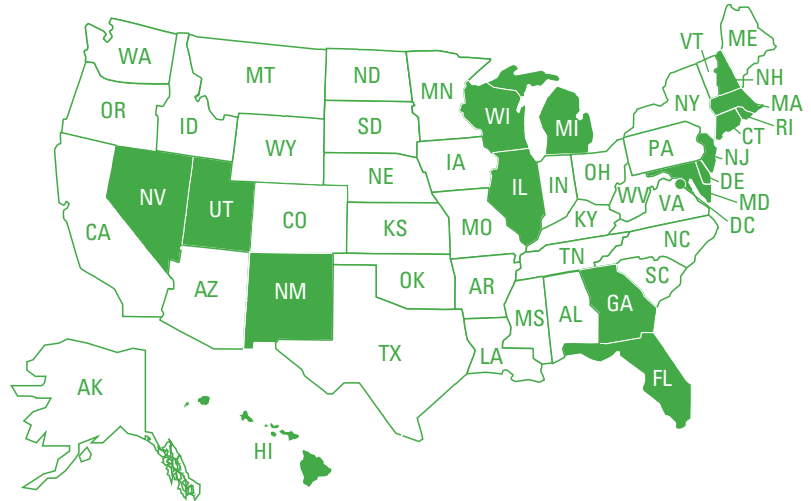 WA
MT
ND
MN
VT
ME
NH
OR
ID
SD
WI
MI
NY
MA
RI
CT
WY
IA
PA
NJ
NE
OH
DE
NV
UT
IL
IN
WV
MD
VA
DC
CA
CO
KS
MO
KY
NC
TN
AZ
NM
OK
AR
SC
MS
AL
GA
TX
LA
FL
AK
HI